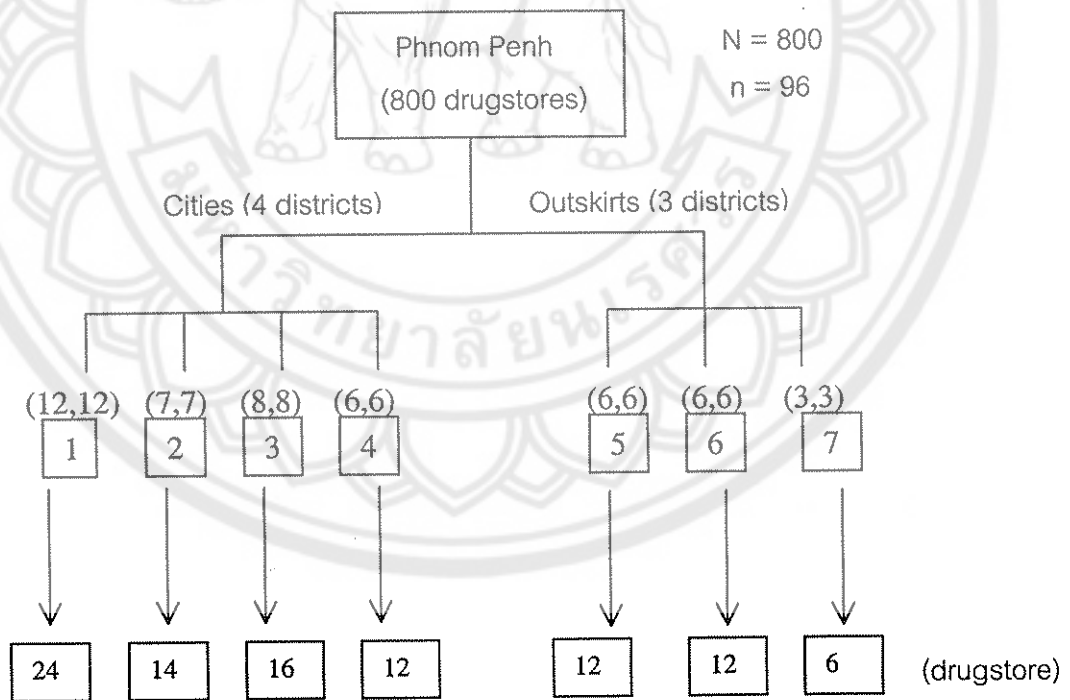 Phnom Penh
(800 drugstores)
N = 800
n = 96
Cities (4 districts)
Outskirts (3 districts)
(12,12) (7,7) (8,8) (6,6) (6,6) (6,6) (3,3)
1 2 3 4 5 6 7
24 14 16 12 12 12 6 (drugstore)